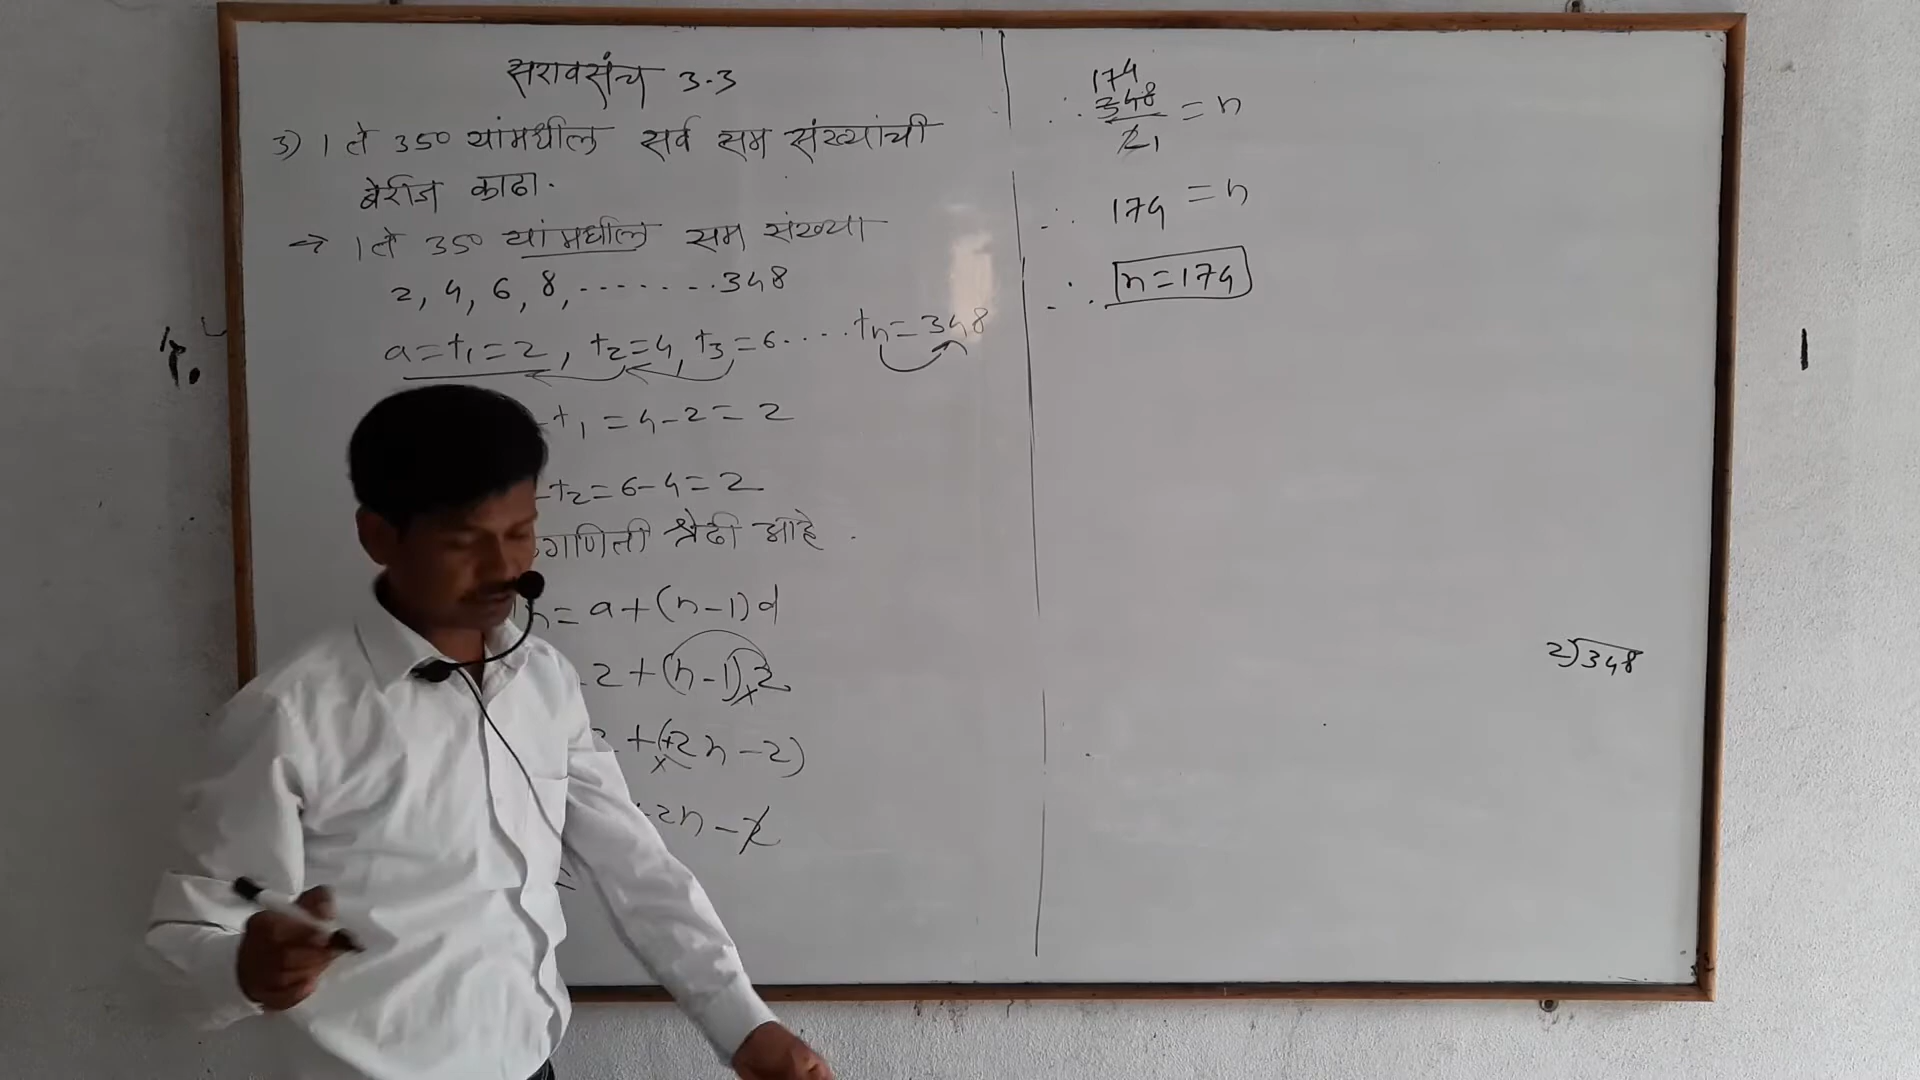 सरावसंच 3.3
3) 1 ते 350 यांमधील सर्व सम संख्यांची
बेरीज काढा.
→ 1 ते 350 यांमधील सम संख्या
2, 4, 6, 8, ........348
a=t₁=2, t₂=4, t₃=6.....tn=348
-t₁ = 4-2=2
-t₂=6-4=2
गणिती श्रेढी आहे.
n=a+(n-1)d
2+(n-1)×2
2+(+2n-2)
2n-2
=
174
∴ 348/2 1 = n
∴ 174 = n
∴ n=174
2)348